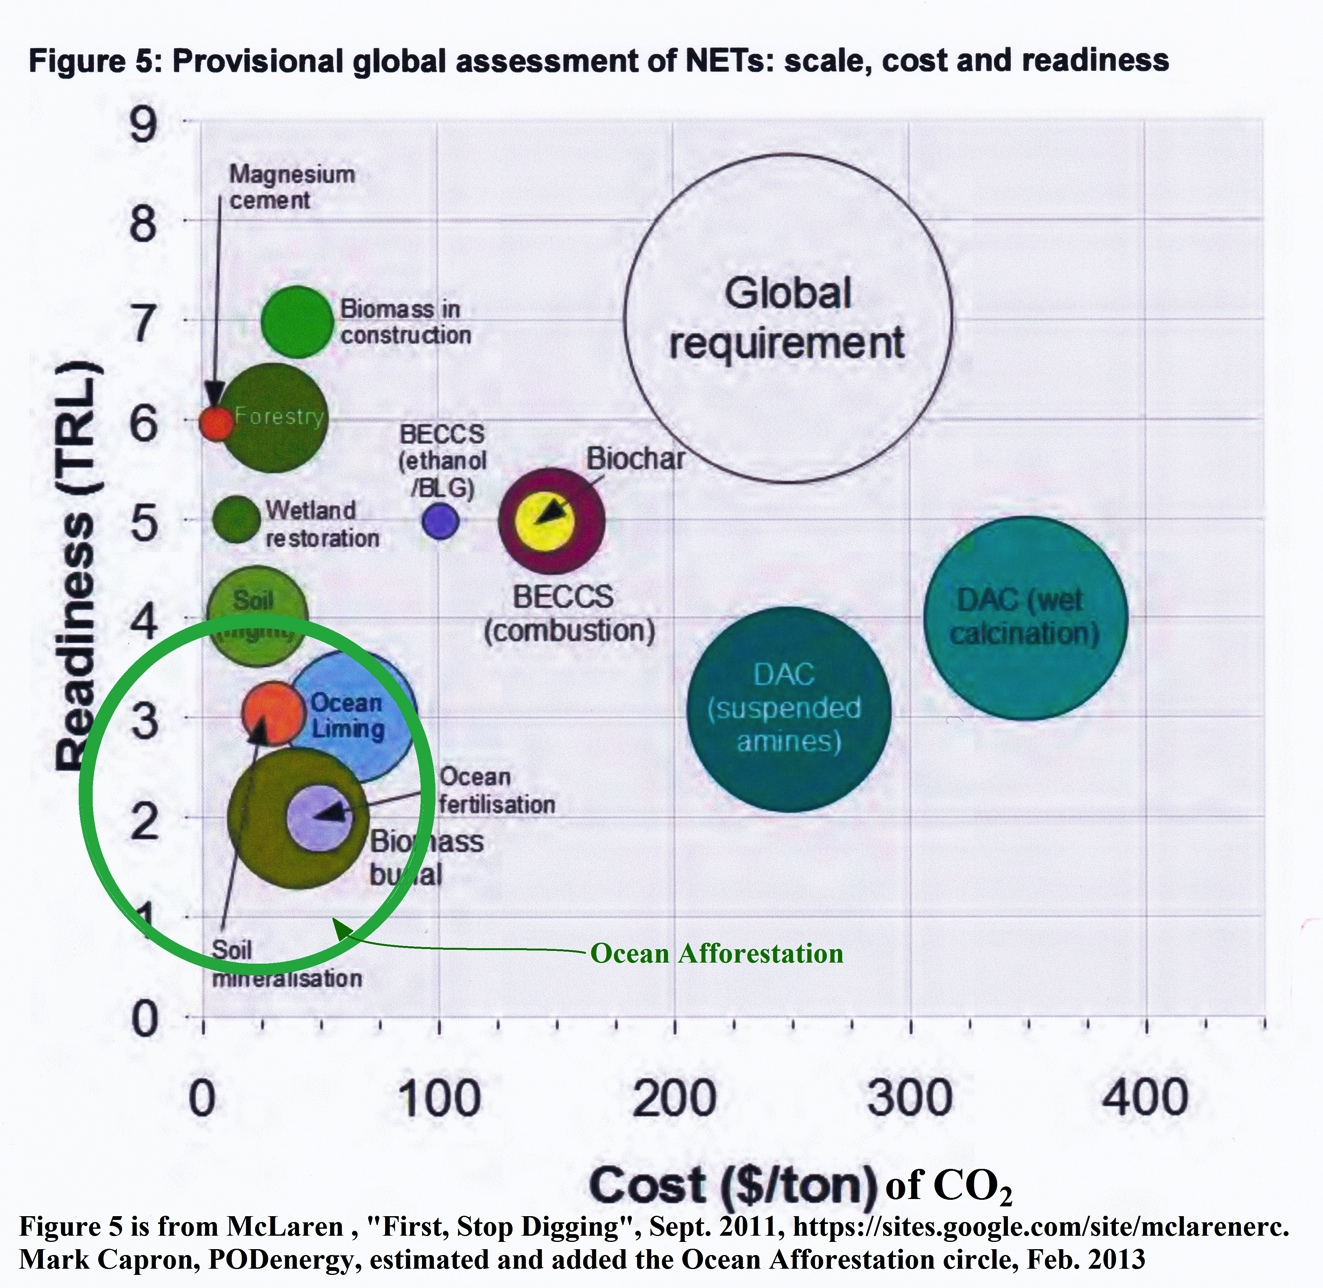 Figure 5: Provisional global assessment of NETs: scale, cost and readiness
9
8
7
6
5
4
3
2
1
0
Readiness (TRL)
Magnesium
cement
Biomass in
construction
Forestry
BECCS
(ethanol
/BLG)
Biochar
Global
requirement
Wetland
restoration
BECCS
(combustion)
Soil
(mgmt)
DAC (wet
calcination)
DAC
(suspended
amines)
Ocean
Liming
Ocean
fertilisation
Biomass
burial
Soil
mineralisation
Ocean Afforestation
0
100
200
300
400
Cost ($/ton) of CO₂
Figure 5 is from McLaren , "First, Stop Digging", Sept. 2011, https://sites.google.com/site/mclarenerc.
Mark Capron, PODenergy, estimated and added the Ocean Afforestation circle, Feb. 2013